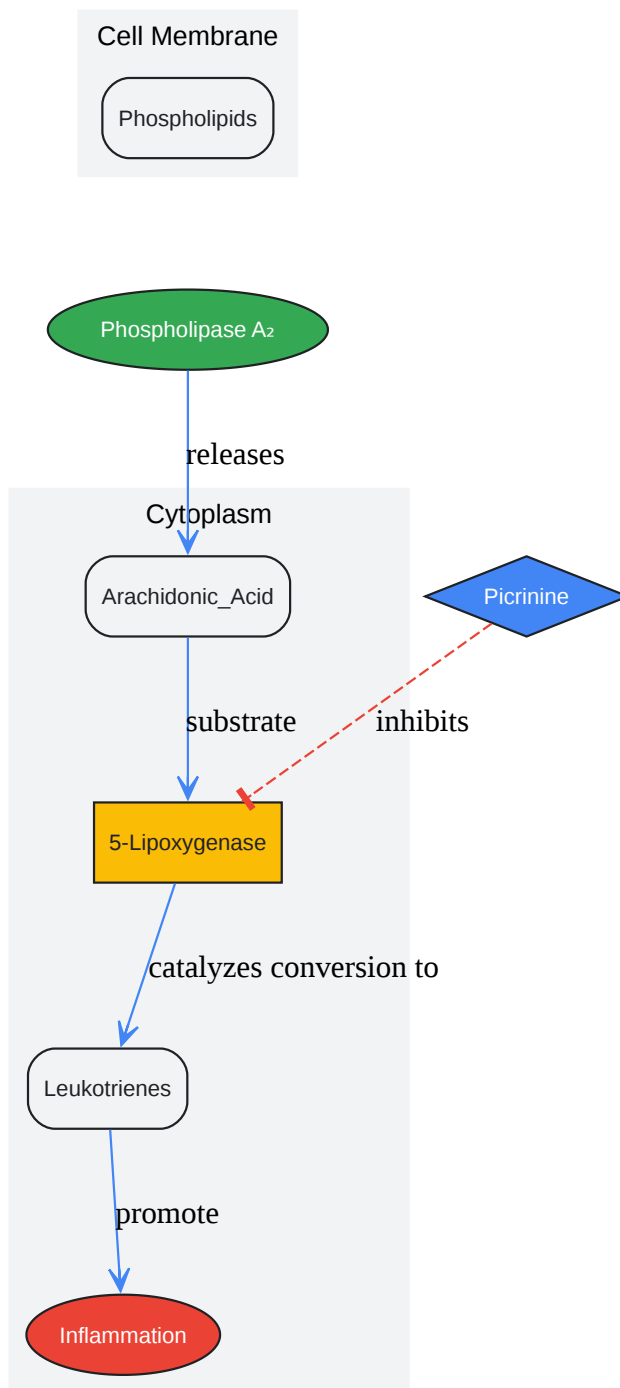 Cell Membrane
Phospholipids
Phospholipase A₂
releases
Cytoplasm
Arachidonic_Acid
Picrinine
substrate
inhibits
5-Lipoxygenase
catalyzes conversion to
Leukotrienes
promote
Inflammation